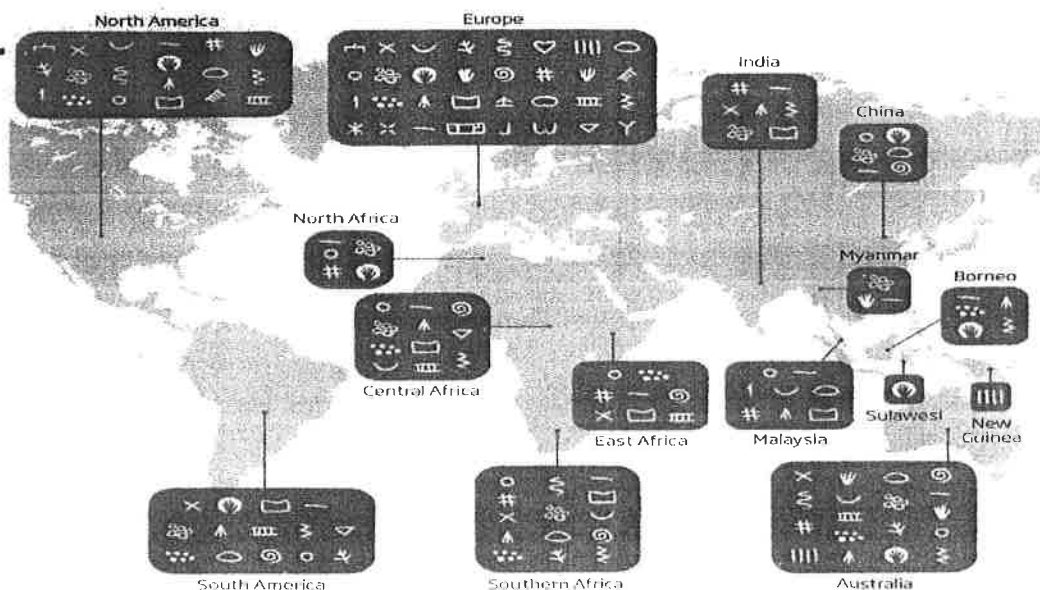 North America
Europe
India
China
North Africa
Myanmar
Borneo
Central Africa
East Africa
Malaysia
Sulawesi
New
Guinea
South America
Southern Africa
Australia